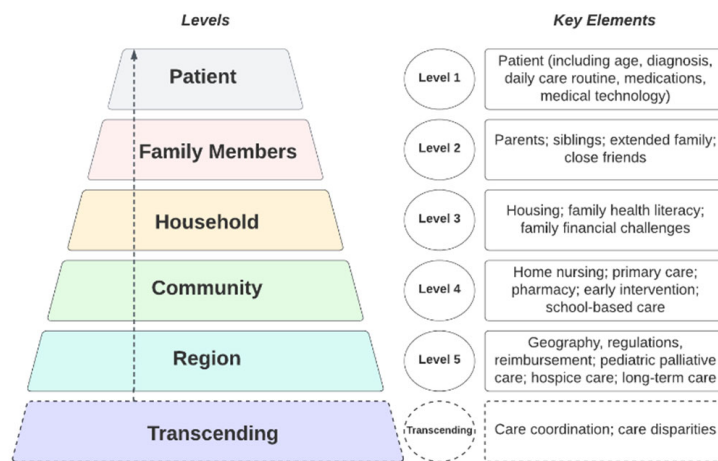 Levels
Key Elements
Patient
Level 1
Patient (including age, diagnosis,
daily care routine, medications,
medical technology)
Family Members
Level 2
Parents; siblings; extended family;
close friends
Household
Level 3
Housing; family health literacy;
family financial challenges
Community
Level 4
Home nursing; primary care;
pharmacy; early intervention;
school-based care
Region
Level 5
Geography, regulations,
reimbursement; pediatric palliative
care; hospice care; long-term care
Transcending
Transcending
Care coordination; care disparities